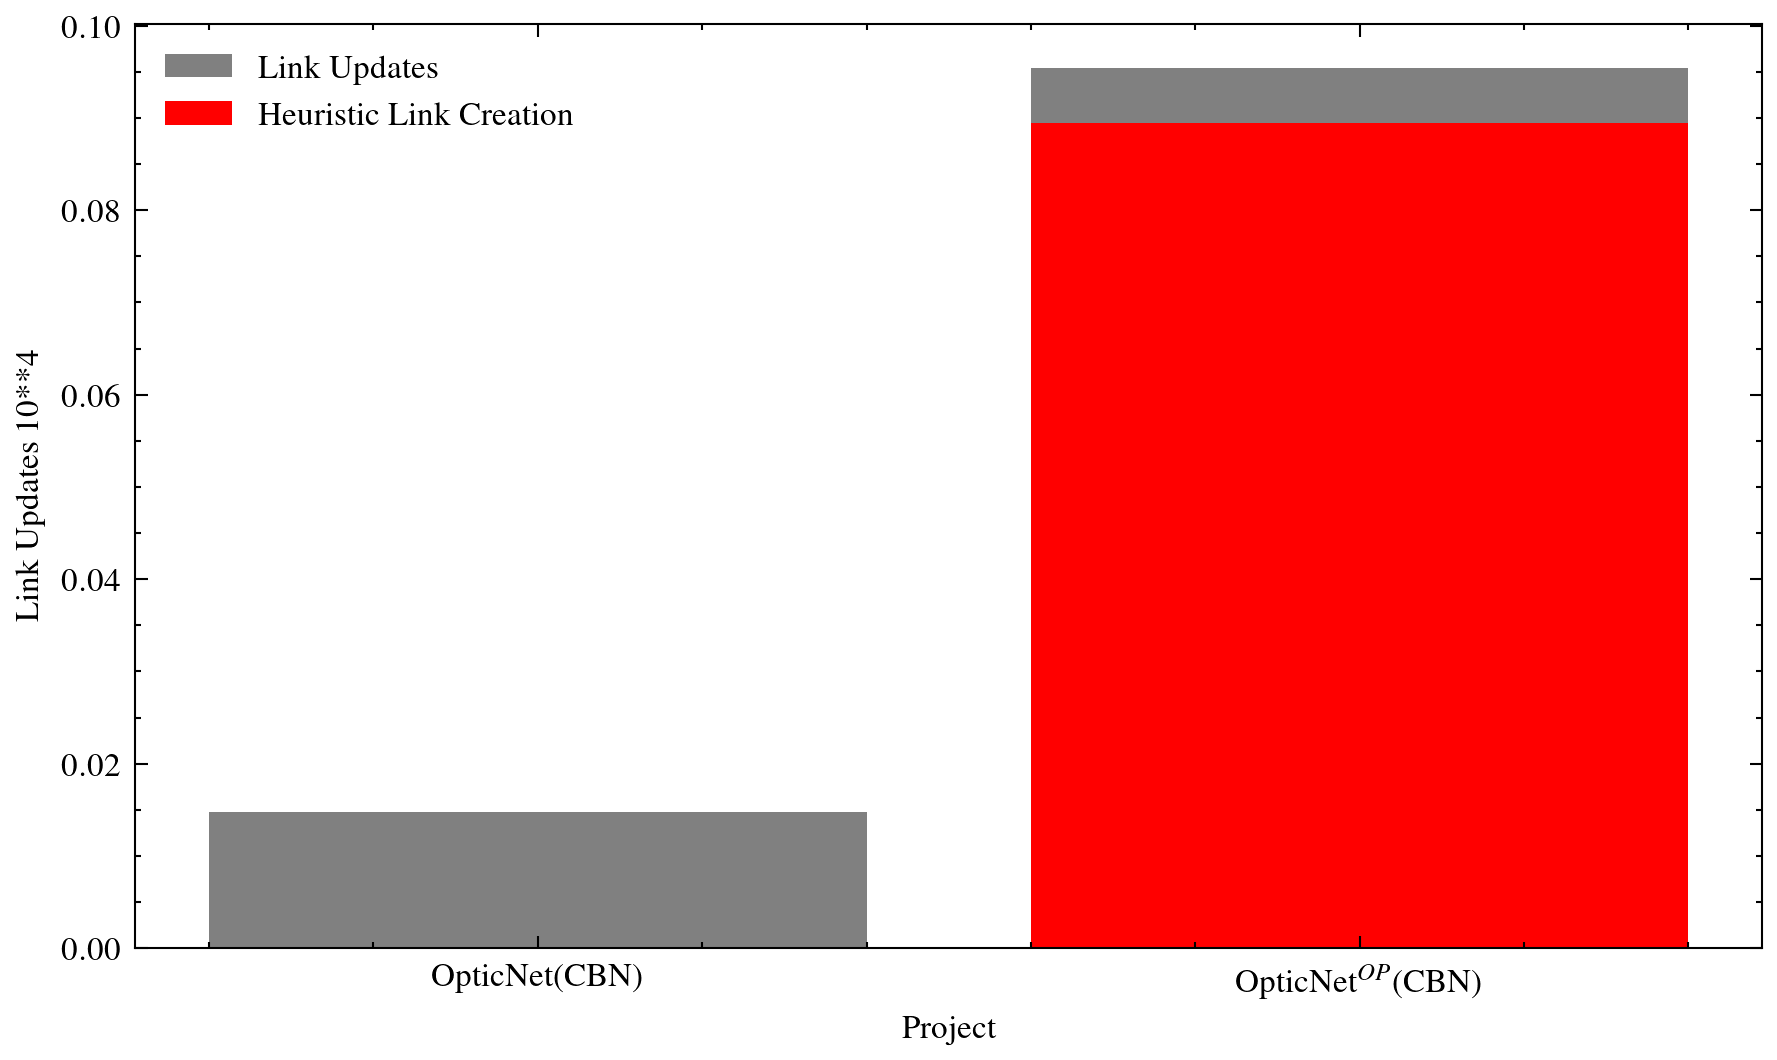 0.10
Link Updates
Heuristic Link Creation
0.08
0.06
0.04
0.02
0.00
Link Updates 10**4
OpticNet(CBN)
OpticNet^{OP}(CBN)
Project